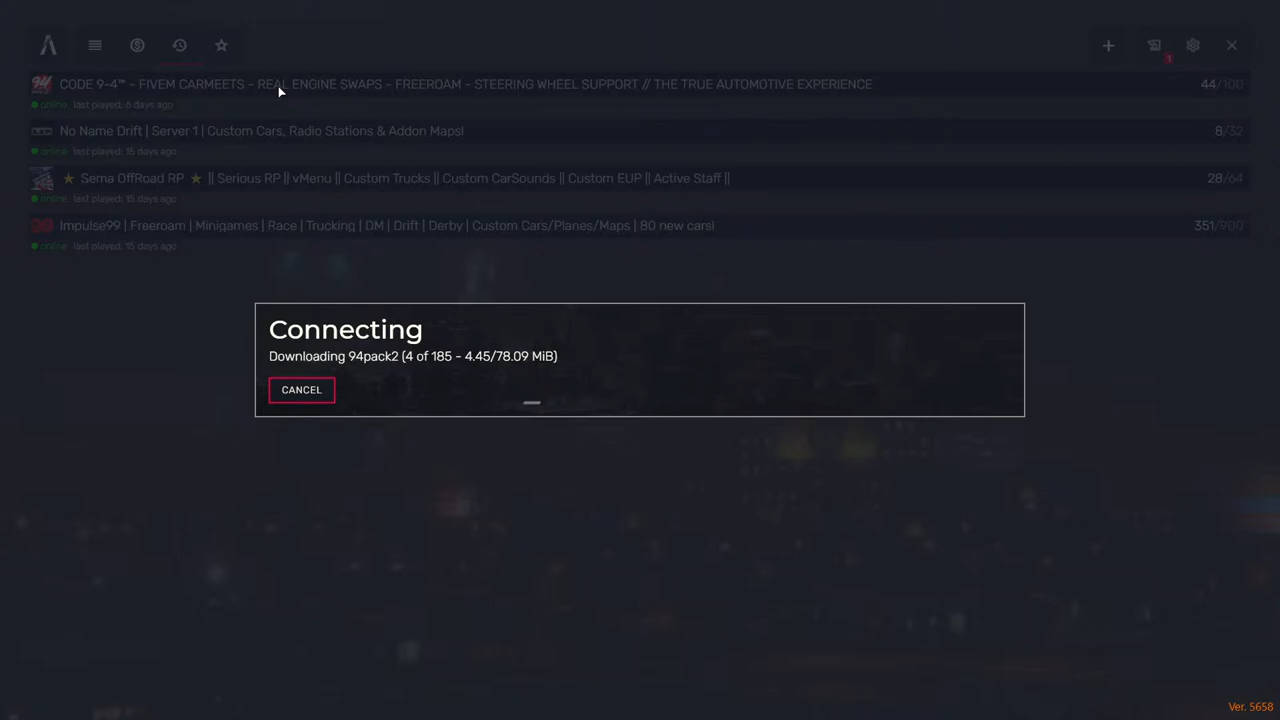 CODE 9-4™ - FIVEM CARMEETS - REAL ENGINE SWAPS - FREEROAM - STEERING WHEEL SUPPORT // THE TRUE AUTOMOTIVE EXPERIENCE 44/100
online last played: 6 days ago
No Name Drift | Server 1 | Custom Cars, Radio Stations & Addon Maps! 8/32
online last played: 15 days ago
★ Sema OffRoad RP ★ || Serious RP || vMenu || Custom Trucks || Custom CarSounds || Custom EUP || Active Staff || 28/64
online last played: 15 days ago
Impulse99 | Freeroam | Minigames | Race | Trucking | DM | Drift | Derby | Custom Cars/Planes/Maps | 80 new cars! 351/900
online last played: 15 days ago
Connecting
Downloading 94pack2 (4 of 185 - 4.45/78.09 MiB)
CANCEL
Ver. 5658